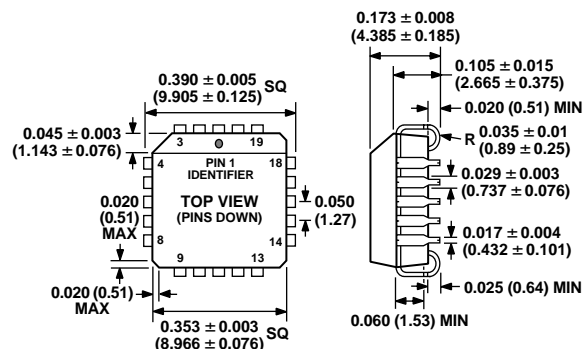 0.173 ± 0.008
(4.385 ± 0.185)
0.390 ± 0.005
(9.905 ± 0.125)
SQ
0.105 ± 0.015
(2.665 ± 0.375)
0.020 (0.51) MIN
0.045 ± 0.003
(1.143 ± 0.076)
3
19
4
PIN 1
IDENTIFIER
18
R
0.035 ± 0.01
(0.89 ± 0.25)
0.029 ± 0.003
(0.737 ± 0.076)
0.020
(0.51)
MAX
TOP VIEW
(PINS DOWN)
0.050
(1.27)
0.017 ± 0.004
(0.432 ± 0.101)
8
14
9
13
0.020 (0.51)
MAX
0.025 (0.64) MIN
0.060 (1.53) MIN
0.353 ± 0.003
(8.966 ± 0.076)
SQ